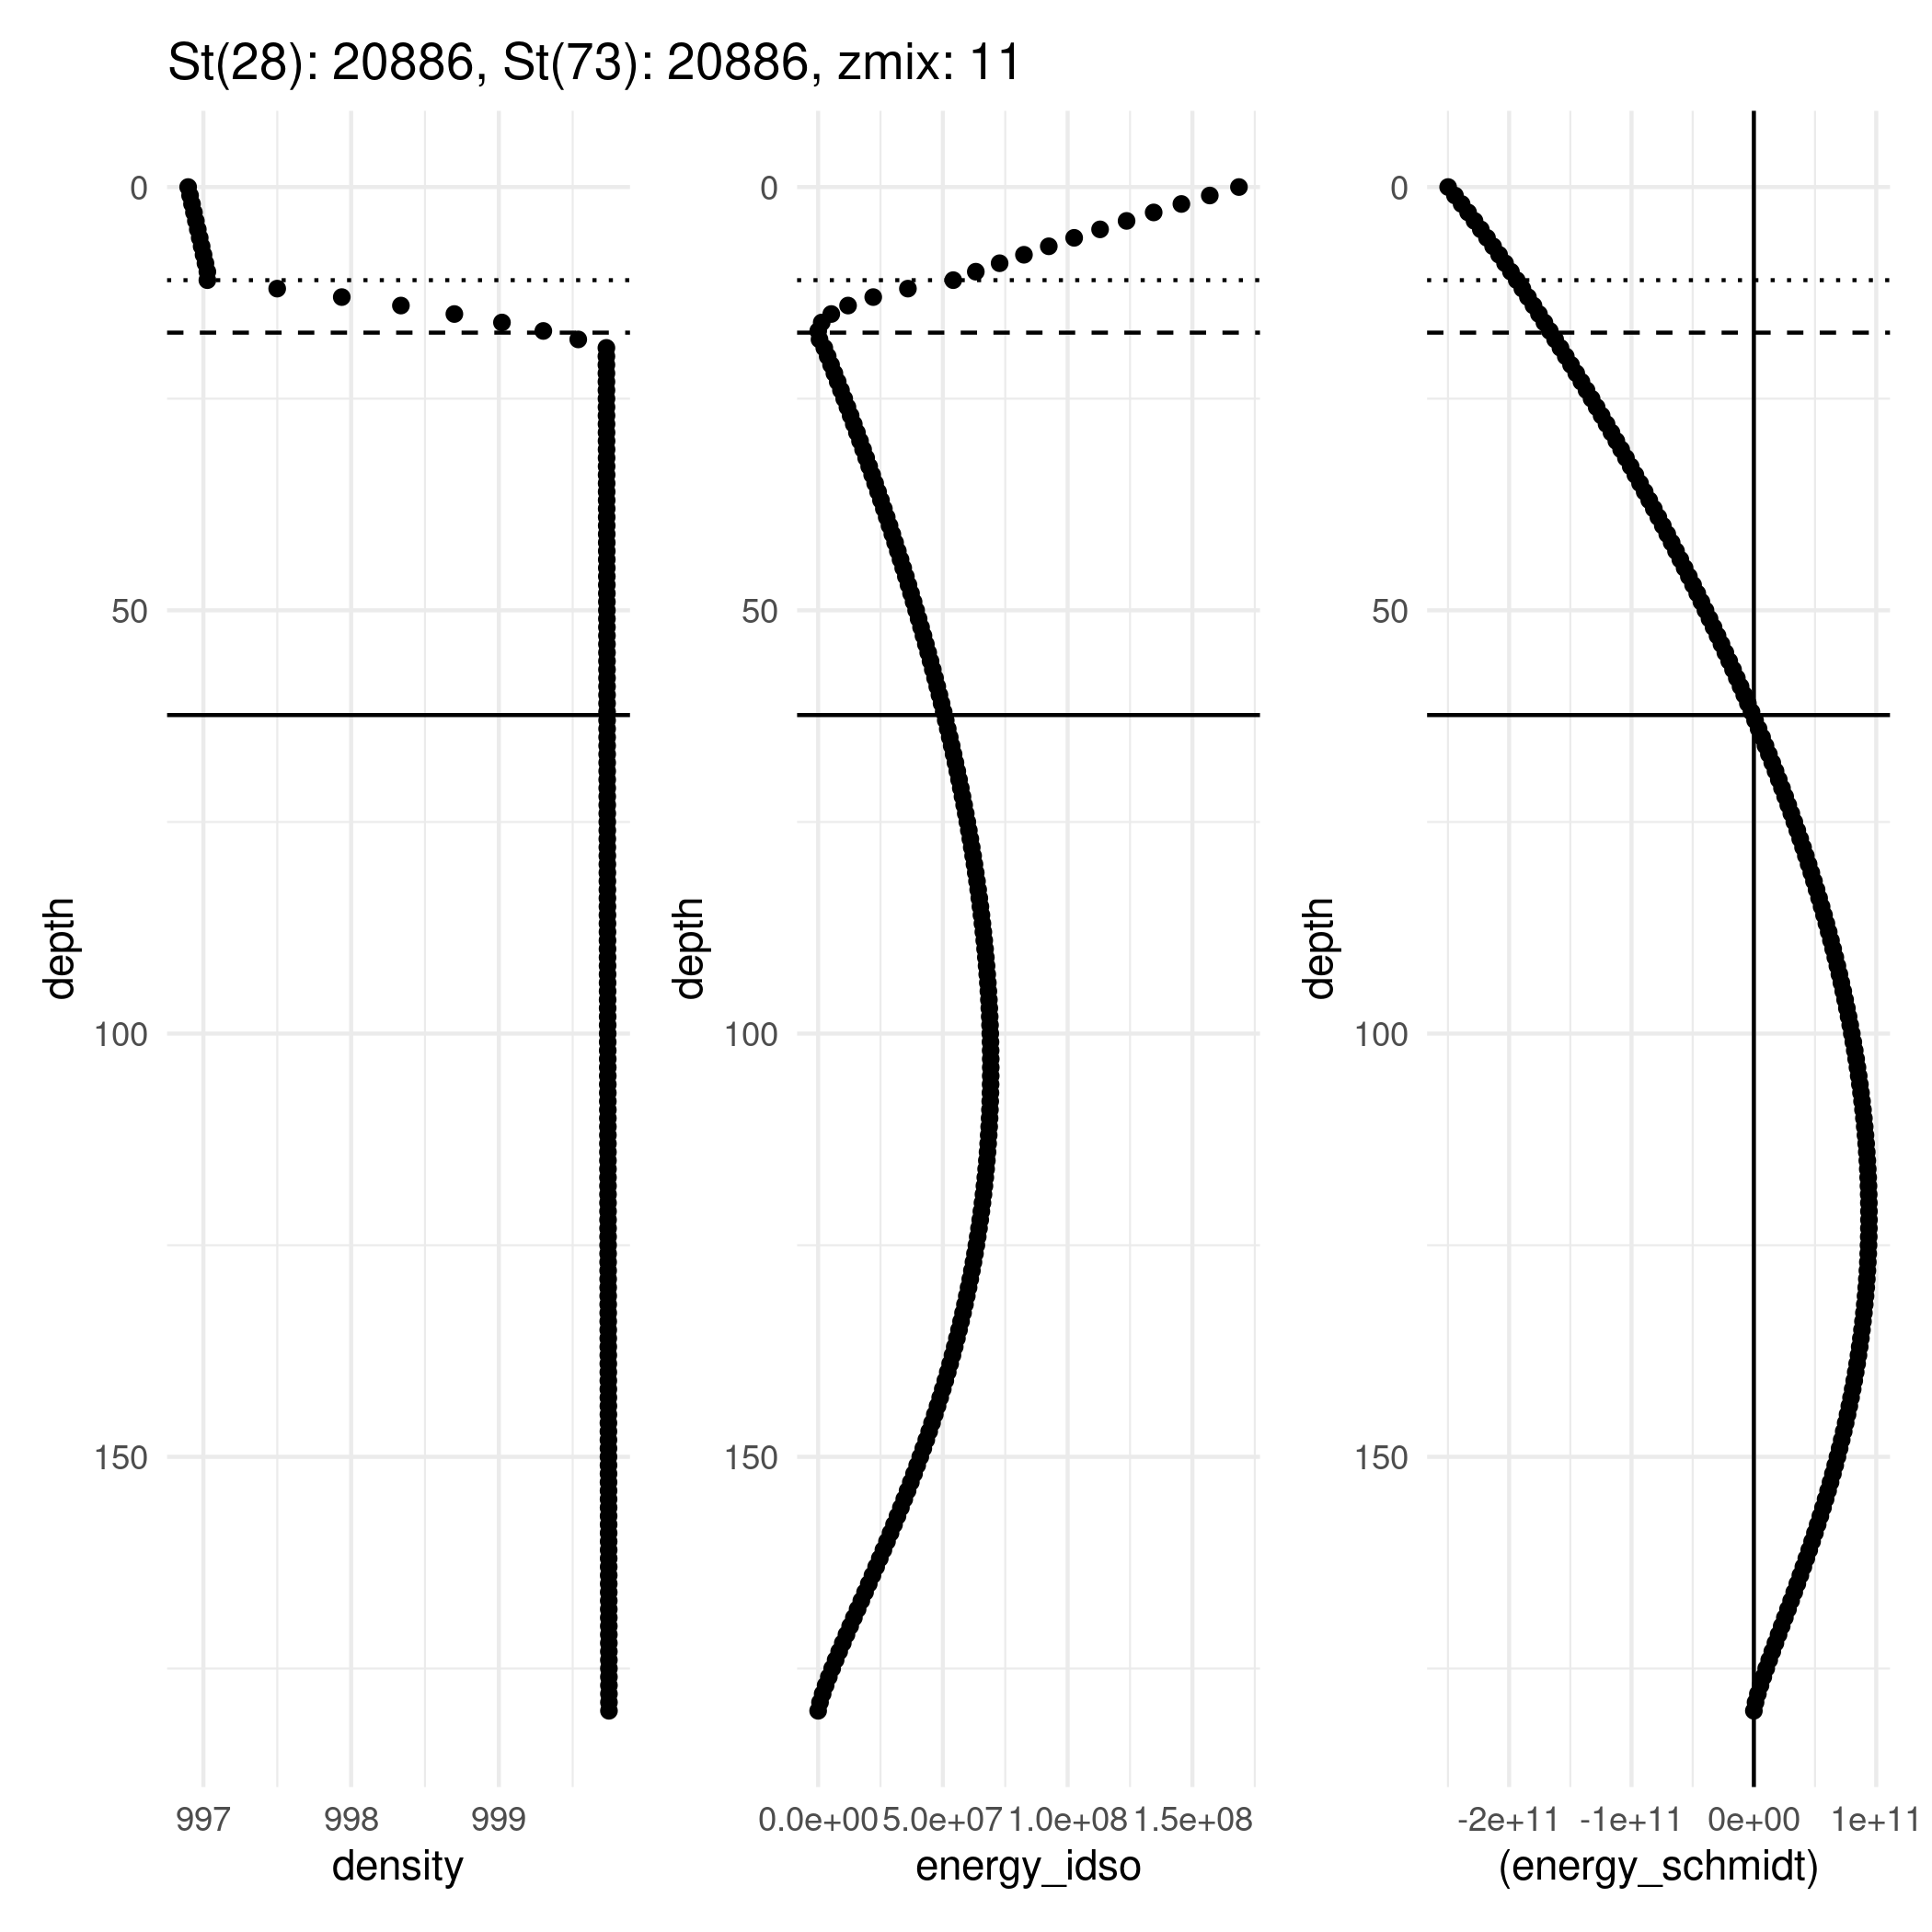 St(28): 20886, St(73): 20886, zmix: 11
0
50
100
150
depth
997 998 999
density
0
50
100
150
depth
0.0e+00 5.0e+07 1.0e+08 1.5e+08
energy_idso
0
50
100
150
depth
-2e+11 -1e+11 0e+00 1e+11
(energy_schmidt)